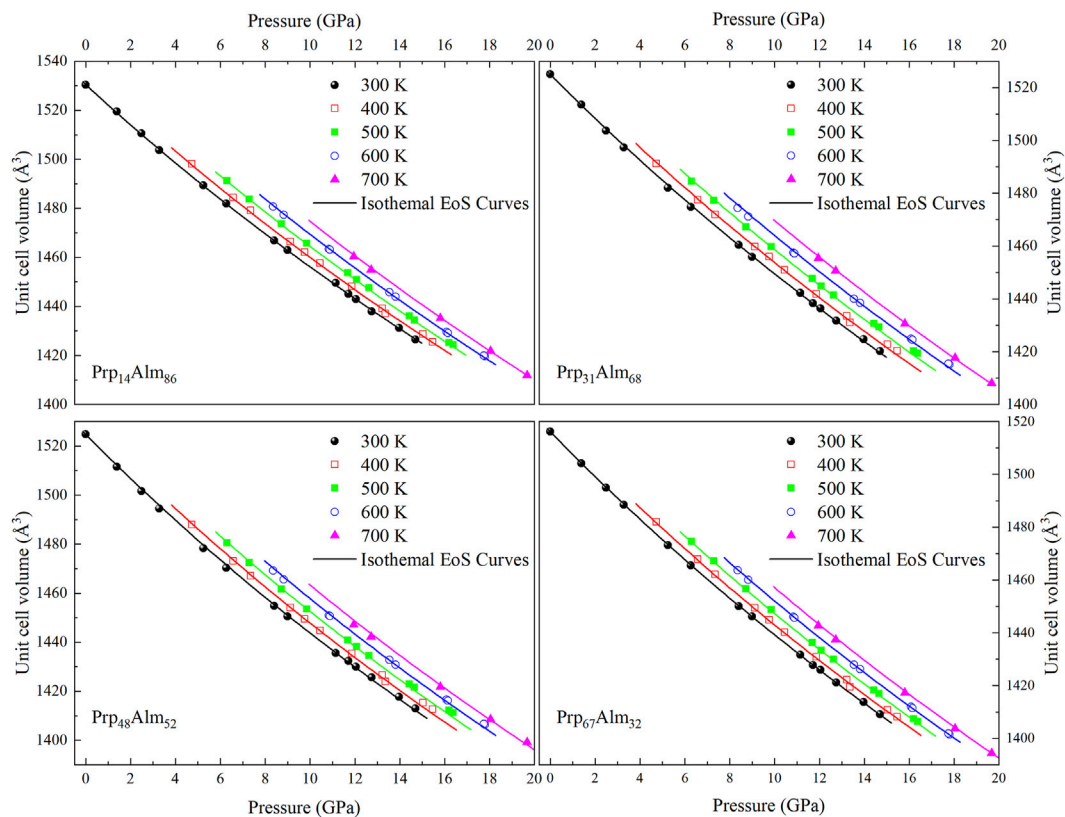 Pressure (GPa) Pressure (GPa)
0 2 4 6 8 10 12 14 16 18 20 0 2 4 6 8 10 12 14 16 18 20
Unit cell volume (Å³)
1540
1520
1500
1480
1460
1440
1420
1400
300 K
400 K
500 K
600 K
700 K
Isothemal EoS Curves
Prp₁₄Alm₈₆
300 K
400 K
500 K
600 K
700 K
Isothemal EoS Curves
Prp₃₁Alm₆₈
1520
1500
1480
1460
1440
1420
1400
Unit cell volume (Å³)
Unit cell volume (Å³)
1520
1500
1480
1460
1440
1420
1400
300 K
400 K
500 K
600 K
700 K
Isothemal EoS Curves
Prp₄₈Alm₅₂
300 K
400 K
500 K
600 K
700 K
Isothemal EoS Curves
Prp₆₇Alm₃₂
1520
1500
1480
1460
1440
1420
1400
Unit cell volume (Å³)
0 2 4 6 8 10 12 14 16 18 20 0 2 4 6 8 10 12 14 16 18 20
Pressure (GPa) Pressure (GPa)